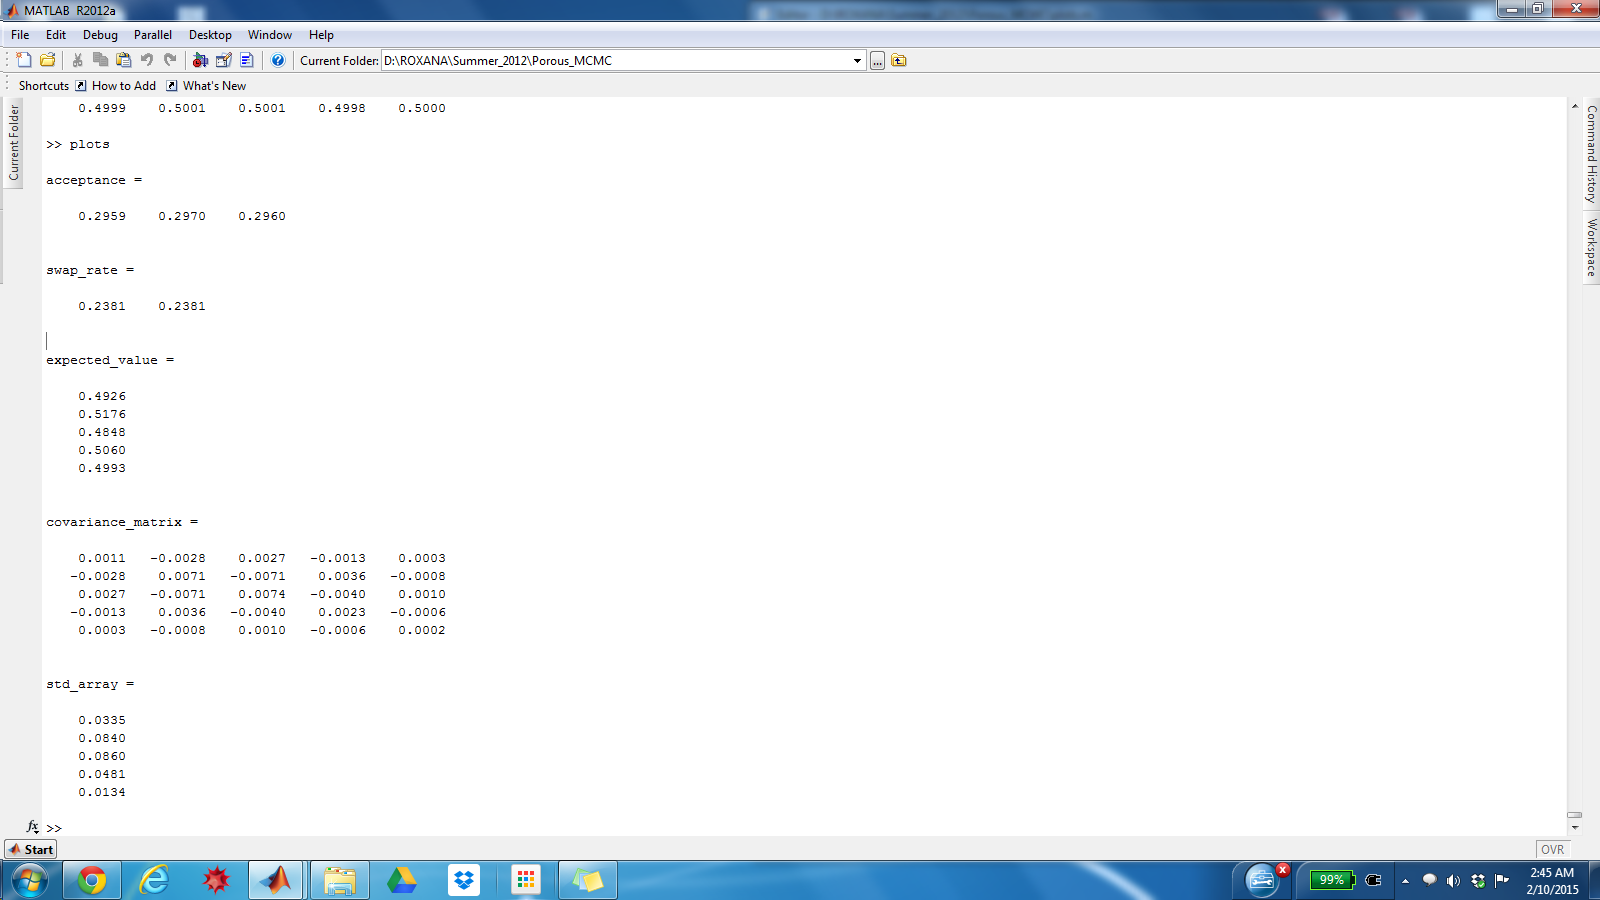 MATLAB R2012a
File Edit Debug Parallel Desktop Window Help
Current Folder: D:\ROXANA\Summer_2012\Porous_MCMC
Shortcuts How to Add What's New
Current Folder
Command History
Workspace
0.4999 0.5001 0.5001 0.4998 0.5000
>> plots
acceptance =
0.2959 0.2970 0.2960
swap_rate =
0.2381 0.2381
expected_value =
0.4926
0.5176
0.4848
0.5060
0.4993
covariance_matrix =
0.0011 -0.0028 0.0027 -0.0013 0.0003
-0.0028 0.0071 -0.0071 0.0036 -0.0008
0.0027 -0.0071 0.0074 -0.0040 0.0010
-0.0013 0.0036 -0.0040 0.0023 -0.0006
0.0003 -0.0008 0.0010 -0.0006 0.0002
std_array =
0.0335
0.0840
0.0860
0.0481
0.0134
fx >>
Start
OVR
99%
2:45 AM
2/10/2015